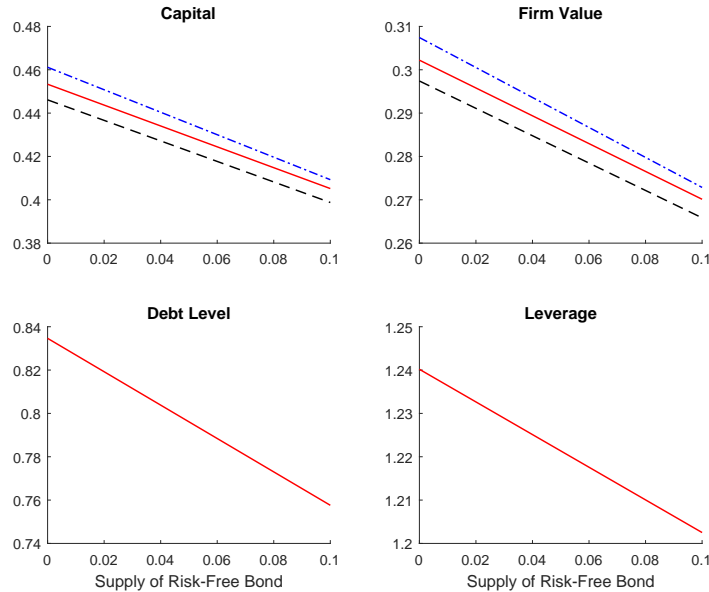 Capital
0.48
0.46
0.44
0.42
0.4
0.38
0 0.02 0.04 0.06 0.08 0.1
Firm Value
0.31
0.3
0.29
0.28
0.27
0.26
0 0.02 0.04 0.06 0.08 0.1
Debt Level
0.84
0.82
0.8
0.78
0.76
0.74
0 0.02 0.04 0.06 0.08 0.1
Supply of Risk-Free Bond
Leverage
1.25
1.24
1.23
1.22
1.21
1.2
0 0.02 0.04 0.06 0.08 0.1
Supply of Risk-Free Bond